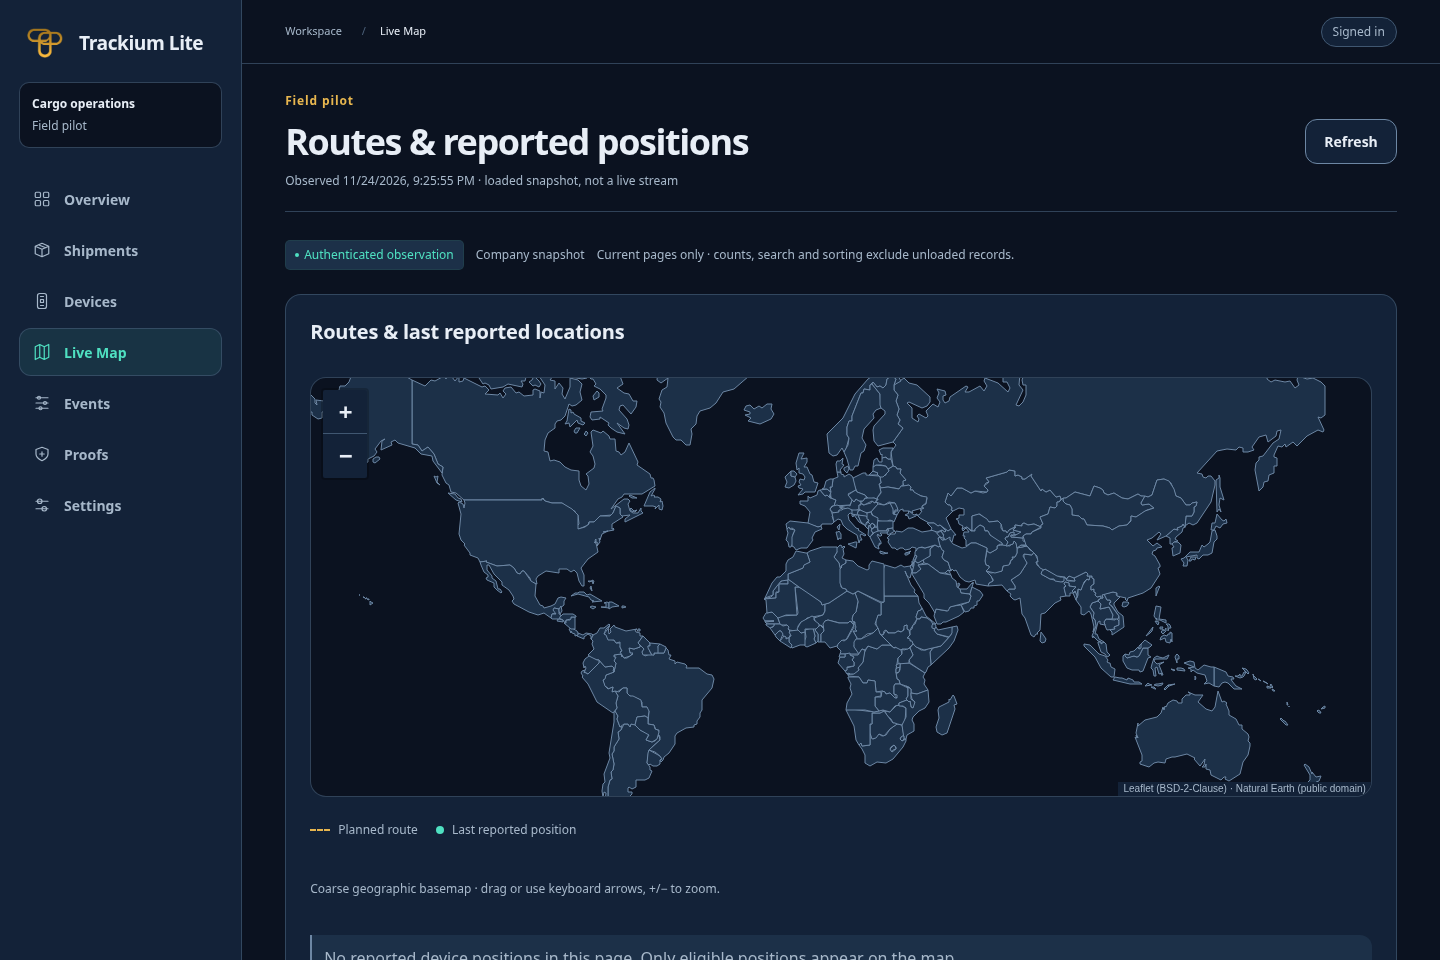 Trackium Lite
Cargo operations
Field pilot
Overview
Shipments
Devices
Live Map
Events
Proofs
Settings
Workspace / Live Map
Signed in
Field pilot
Routes & reported positions
Refresh
Observed 11/24/2026, 9:25:55 PM · loaded snapshot, not a live stream
• Authenticated observation Company snapshot Current pages only · counts, search and sorting exclude unloaded records.
Routes & last reported locations
+
−
Leaflet (BSD-2-Clause) · Natural Earth (public domain)
Planned route Last reported position
Coarse geographic basemap · drag or use keyboard arrows, +/− to zoom.
No reported device positions in this page. Only eligible positions appear on the map.